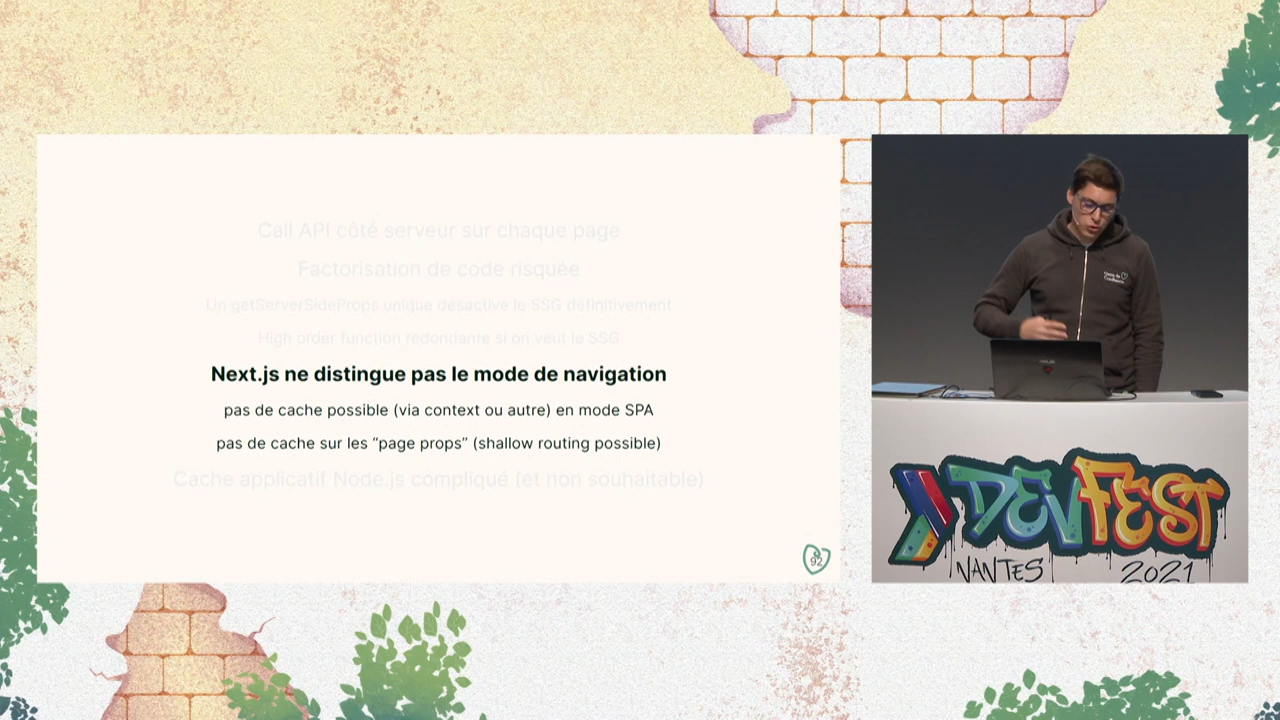 Call API côté serveur sur chaque page
Factorisation de code risquée
Un getServerSideProps unique désactive le SSG définitivement
High order function redondante si on veut le SSG
Next.js ne distingue pas le mode de navigation
pas de cache possible (via context ou autre) en mode SPA
pas de cache sur les “page props” (shallow routing possible)
Cache applicatif Node.js compliqué (et non souhaitable)
92
ASUS
DEVFEST
NANTES 2021